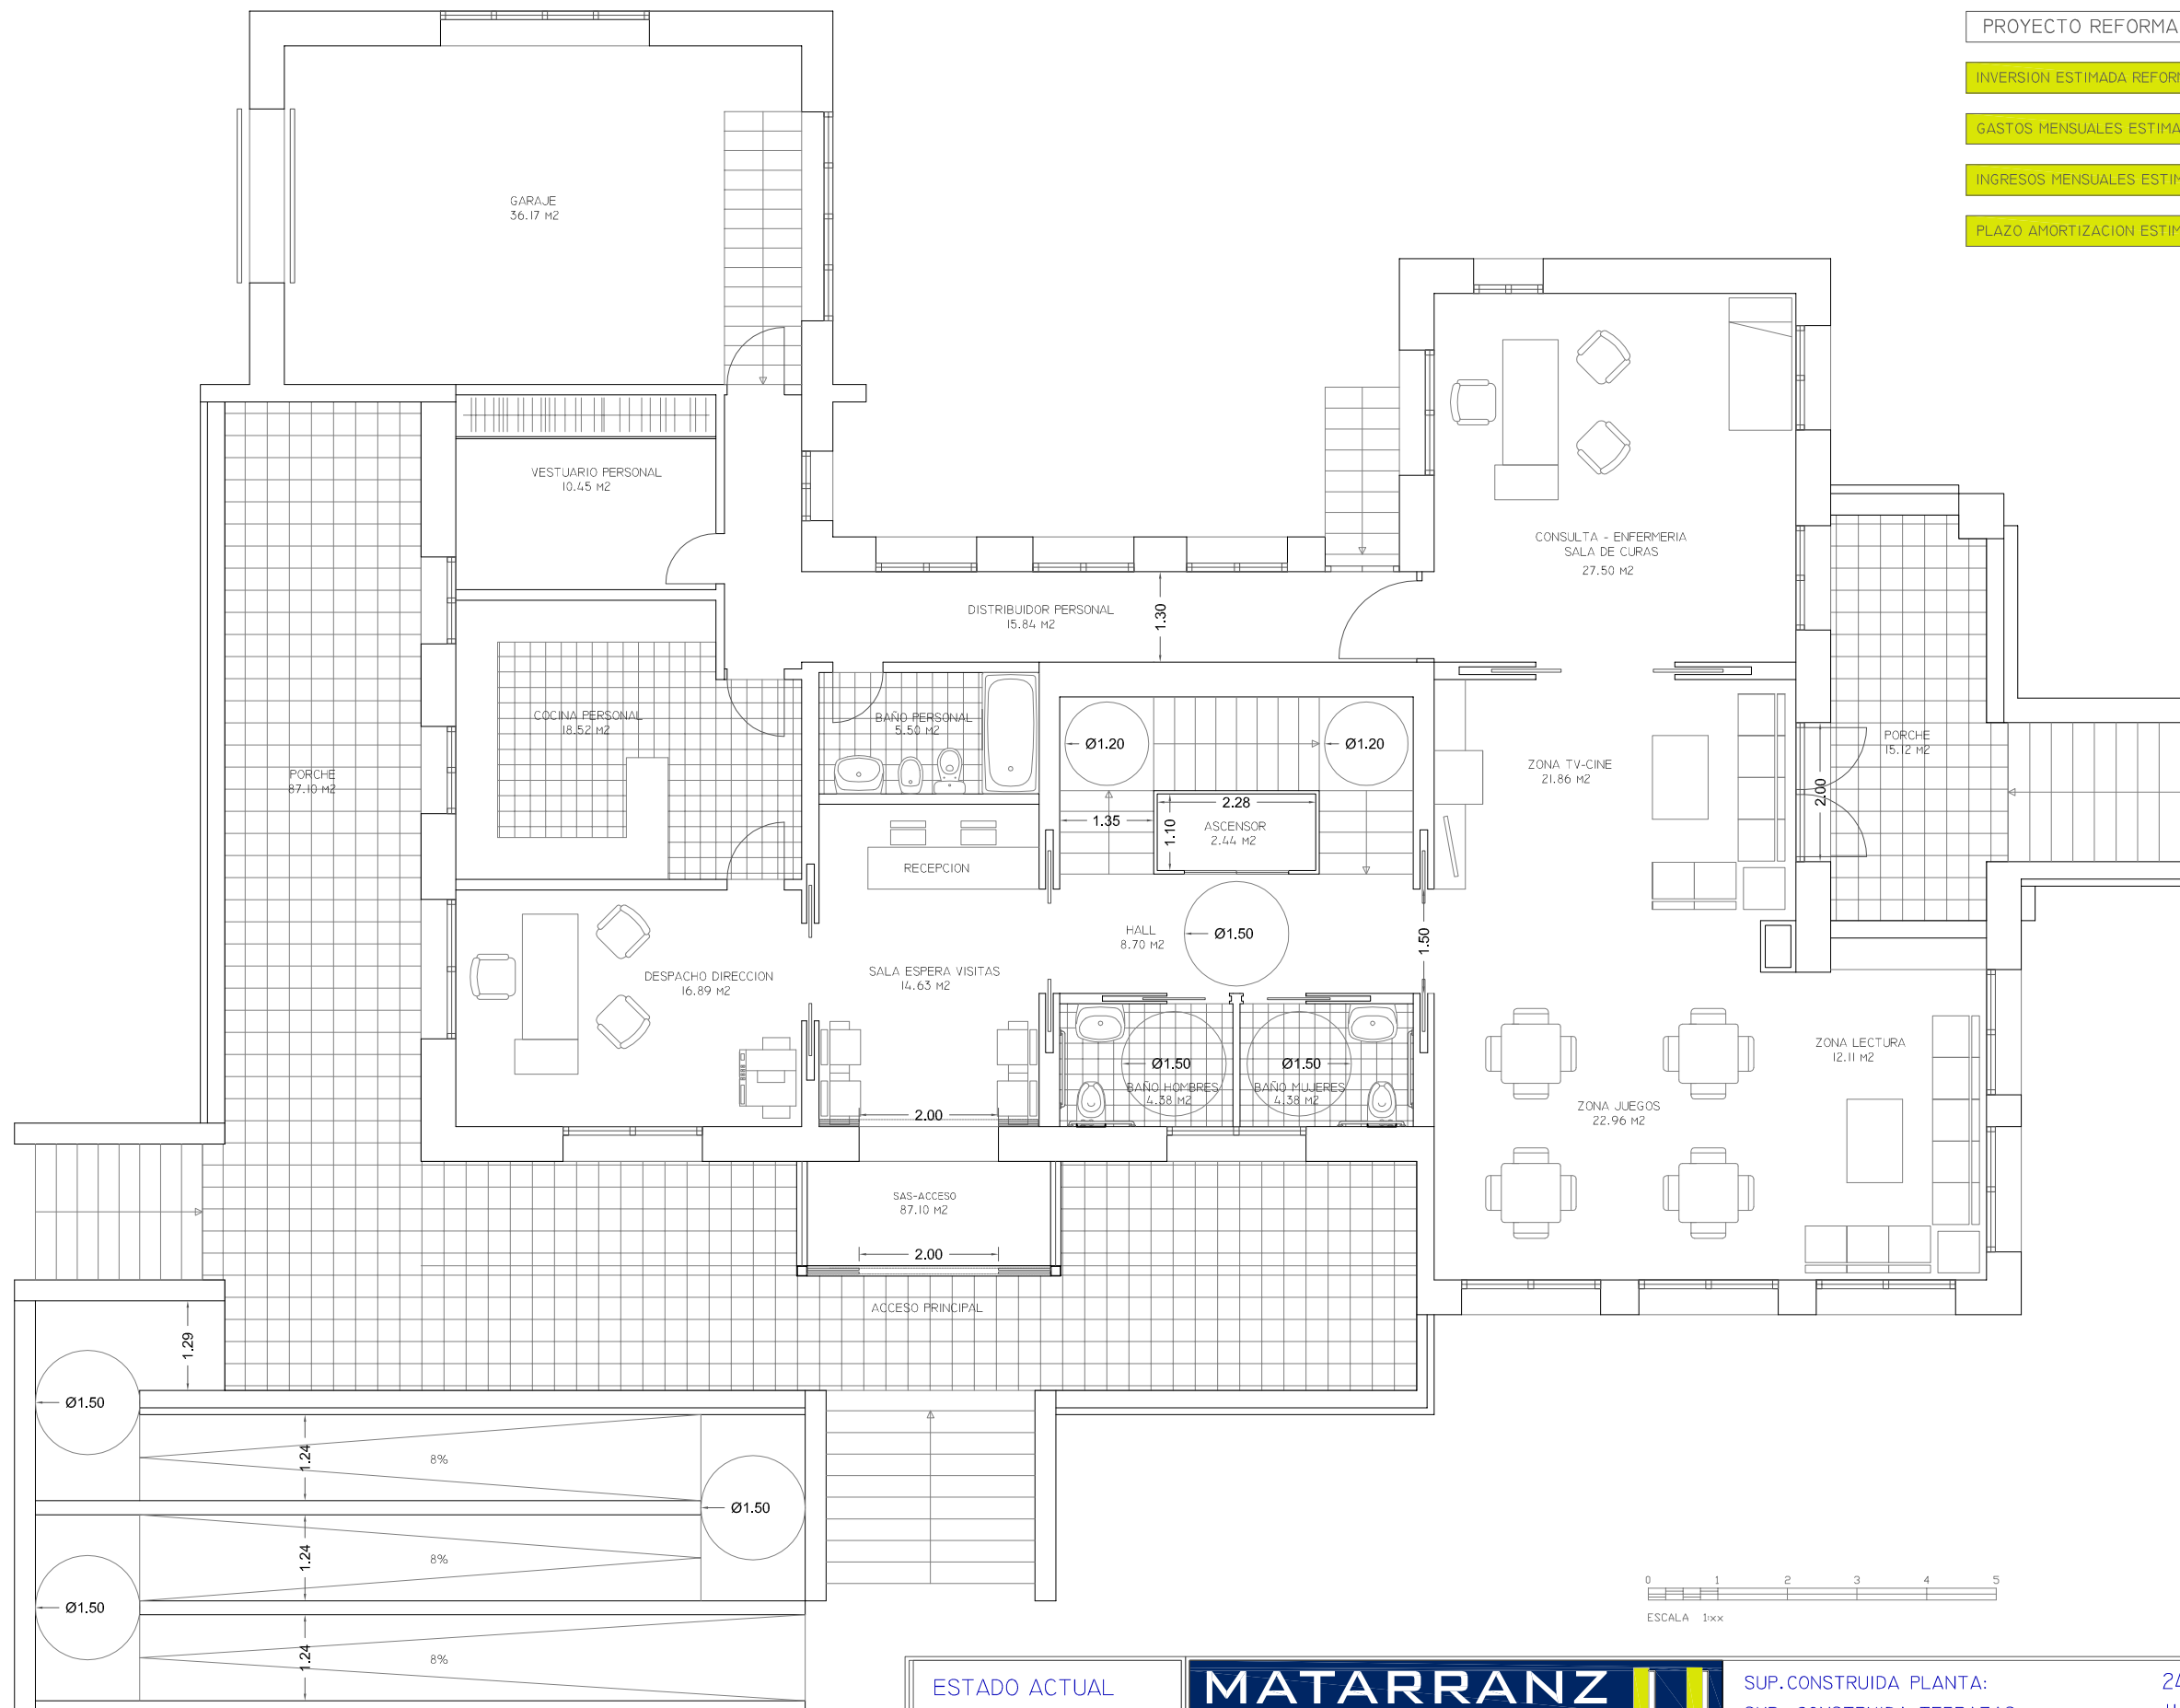 PROYECTO REFORMA
INVERSION ESTIMADA
GASTOS MENSUALES
INGRESOS MENSUALES
PLAZO AMORTIZACION
GARAJE
36.17 M2
VESTUARIO PERSONAL
10.45 M2
CONSULTA - ENFERMERIA
SALA DE CURAS
27.50 M2
DISTRIBUIDOR PERSONAL
15.84 M2
1.30
COCINA PERSONAL
18.52 M2
BAÑO PERSONAL
5.50 M2
Ø1.20
Ø1.20
PORCHE
87.10 M2
ZONA TV-CINE
21.86 M2
PORCHE
15.12 M2
2.00
2.28
1.35
1.10
ASCENSOR
2.44 M2
RECEPCION
HALL
8.70 M2
Ø1.50
1.50
DESPACHO DIRECCION
16.89 M2
SALA ESPERA VISITAS
14.63 M2
Ø1.50
BAÑO HOMBRES
4.38 M2
Ø1.50
BAÑO MUJERES
4.38 M2
ZONA LECTURA
12.11 M2
ZONA JUEGOS
22.96 M2
2.00
SAS-ACCESO
87.10 M2
2.00
ACCESO PRINCIPAL
1.29
Ø1.50
1.24
8%
Ø1.50
1.24
8%
Ø1.50
1.24
8%
0 1 2 3 4 5
ESCALA 1:xx
ESTADO ACTUAL
MATARRANZ
SUP.CONSTRUIDA PLANTA: